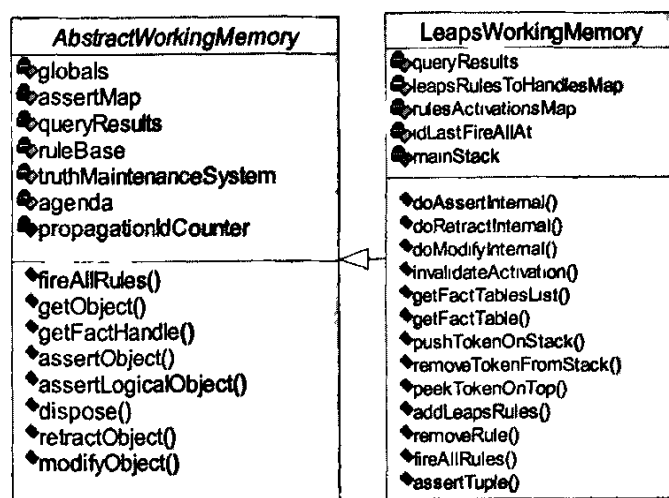 AbstractWorkingMemory
globals
assertMap
queryResults
ruleBase
truthMaintenanceSystem
agenda
propagationIdCounter
fireAllRules()
getObject()
getFactHandle()
assertObject()
assertLogicalObject()
dispose()
retractObject()
modifyObject()
LeapsWorkingMemory
queryResults
leapsRulesToHandlesMap
rulesActivationsMap
idLastFireAllAt
mainStack
doAssertInternal()
doRetractInternal()
doModifyInternal()
invalidateActivation()
getFactTablesList()
getFactTable()
pushTokenOnStack()
removeTokenFromStack()
peekTokenOnTop()
addLeapsRules()
removeRule()
fireAllRules()
assertTuple()